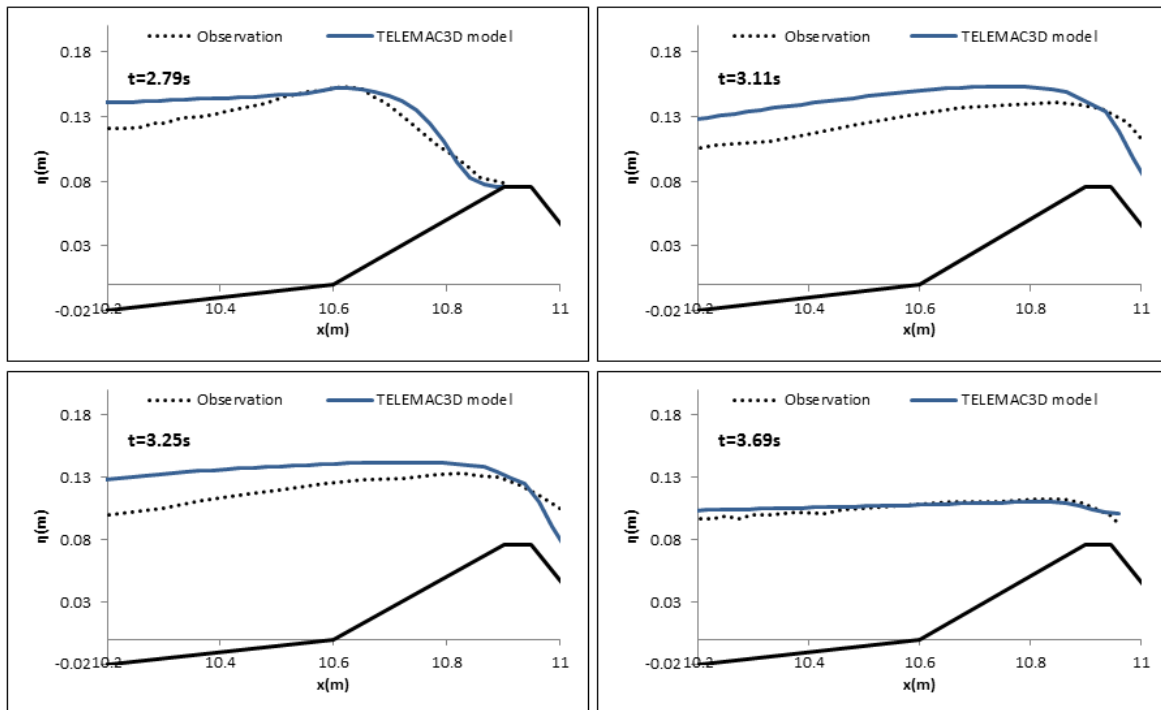 Observation TELEMAC3D model
t=2.79s
0.18
0.13
0.08
0.03
-0.02
η(m)
10.2 10.4 10.6 10.8 11
x(m)
Observation TELEMAC3D model
t=3.11s
0.18
0.13
0.08
0.03
-0.02
η(m)
10.2 10.4 10.6 10.8 11
x(m)
Observation TELEMAC3D model
t=3.25s
0.18
0.13
0.08
0.03
-0.02
η(m)
10.2 10.4 10.6 10.8 11
x(m)
Observation TELEMAC3D model
t=3.69s
0.18
0.13
0.08
0.03
-0.02
η(m)
10.2 10.4 10.6 10.8 11
x(m)